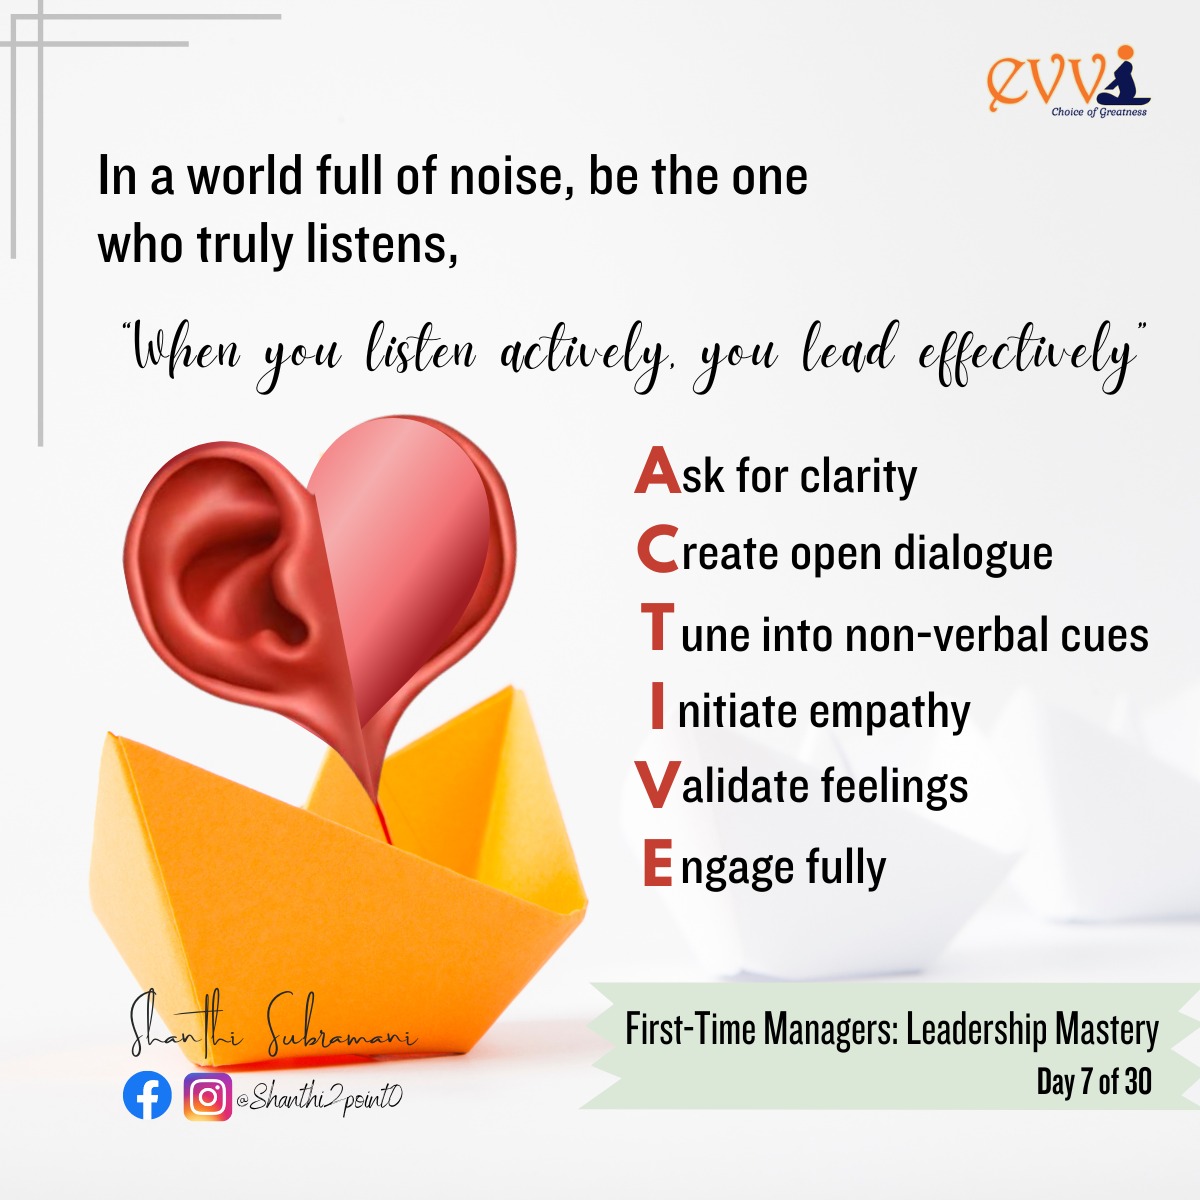 evvi
Choice of Greatness
In a world full of noise, be the one
who truly listens,
"When you listen actively, you lead effectively"
Ask for clarity
Create open dialogue
Tune into non-verbal cues
Initiate empathy
Validate feelings
Engage fully
Shanthi Subramani
@Shanthi2point0
First-Time Managers: Leadership Mastery
Day 7 of 30